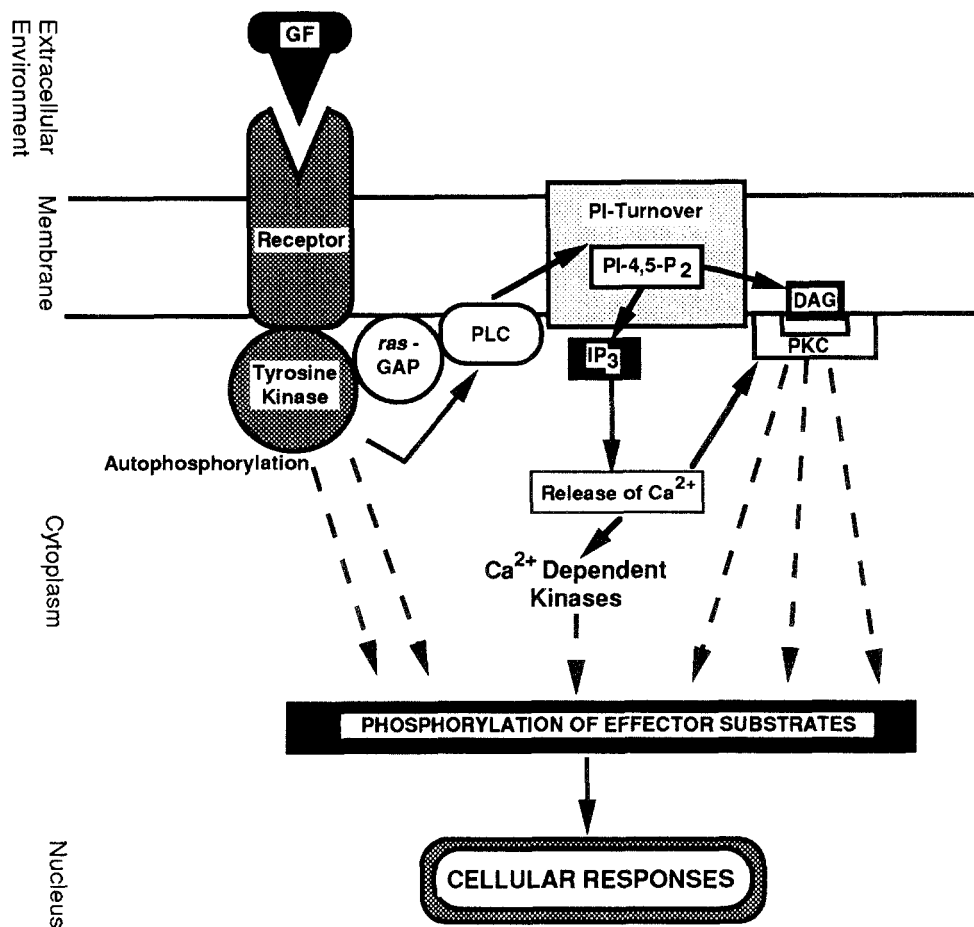 Extracellular
Environment
GF
Membrane
Receptor
PI-Turnover
PI-4,5-P2
DAG
PKC
ras -
GAP
PLC
IP3
Tyrosine
Kinase
Autophosphorylation
Release of Ca2+
Cytoplasm
Ca2+ Dependent
Kinases
PHOSPHORYLATION OF EFFECTOR SUBSTRATES
Nucleus
CELLULAR RESPONSES